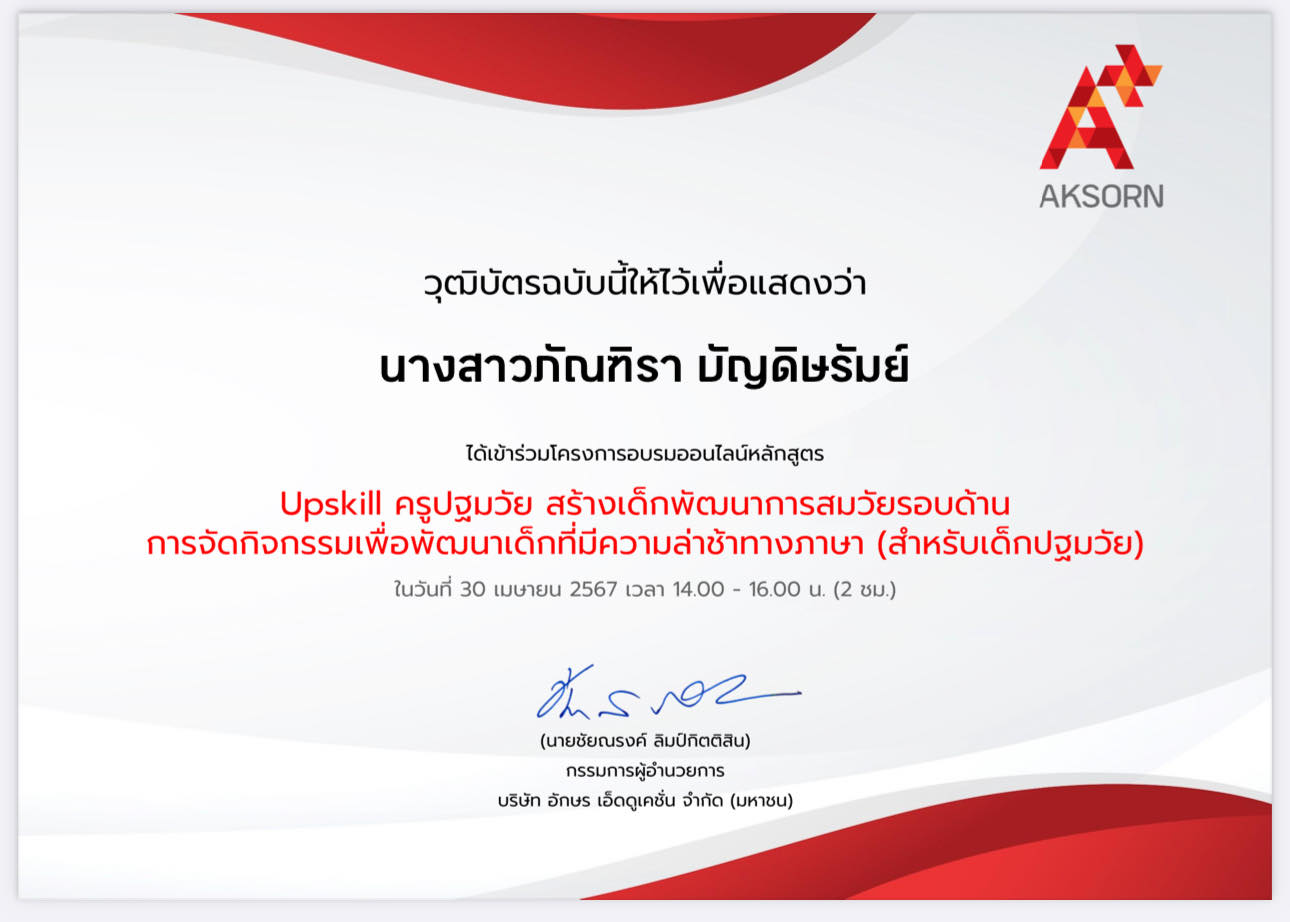 AKSORN
วุฒิบัตรฉบับนี้ให้ไว้เพื่อแสดงว่า
นางสาวภัณฑิรา บัญดิษรัมย์
ได้เข้าร่วมโครงการอบรมออนไลน์หลักสูตร
Upskill ครูปฐมวัย สร้างเด็กพัฒนาการสมวัยรอบด้าน
การจัดกิจกรรมเพื่อพัฒนาเด็กที่มีความล่าช้าทางภาษา (สำหรับเด็กปฐมวัย)
ในวันที่ 30 เมษายน 2567 เวลา 14.00 - 16.00 น. (2 ชม.)
(นายชัยณรงค์ ลิมป์กิตติสิน)
กรรมการผู้อำนวยการ
บริษัท อักษร เอ็ดดูเคชั่น จำกัด (มหาชน)